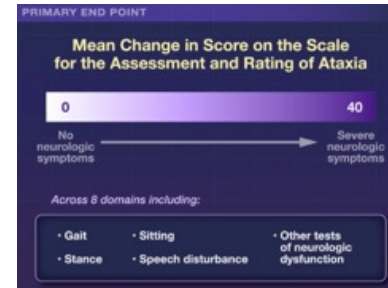 PRIMARY END POINT
Mean Change in Score on the Scale
for the Assessment and Rating of Ataxia
0 40
No
neurologic
symptoms
Severe
neurologic
symptoms
Across 8 domains including:
• Gait
• Stance
• Sitting
• Speech disturbance
• Other tests
of neurologic
dysfunction